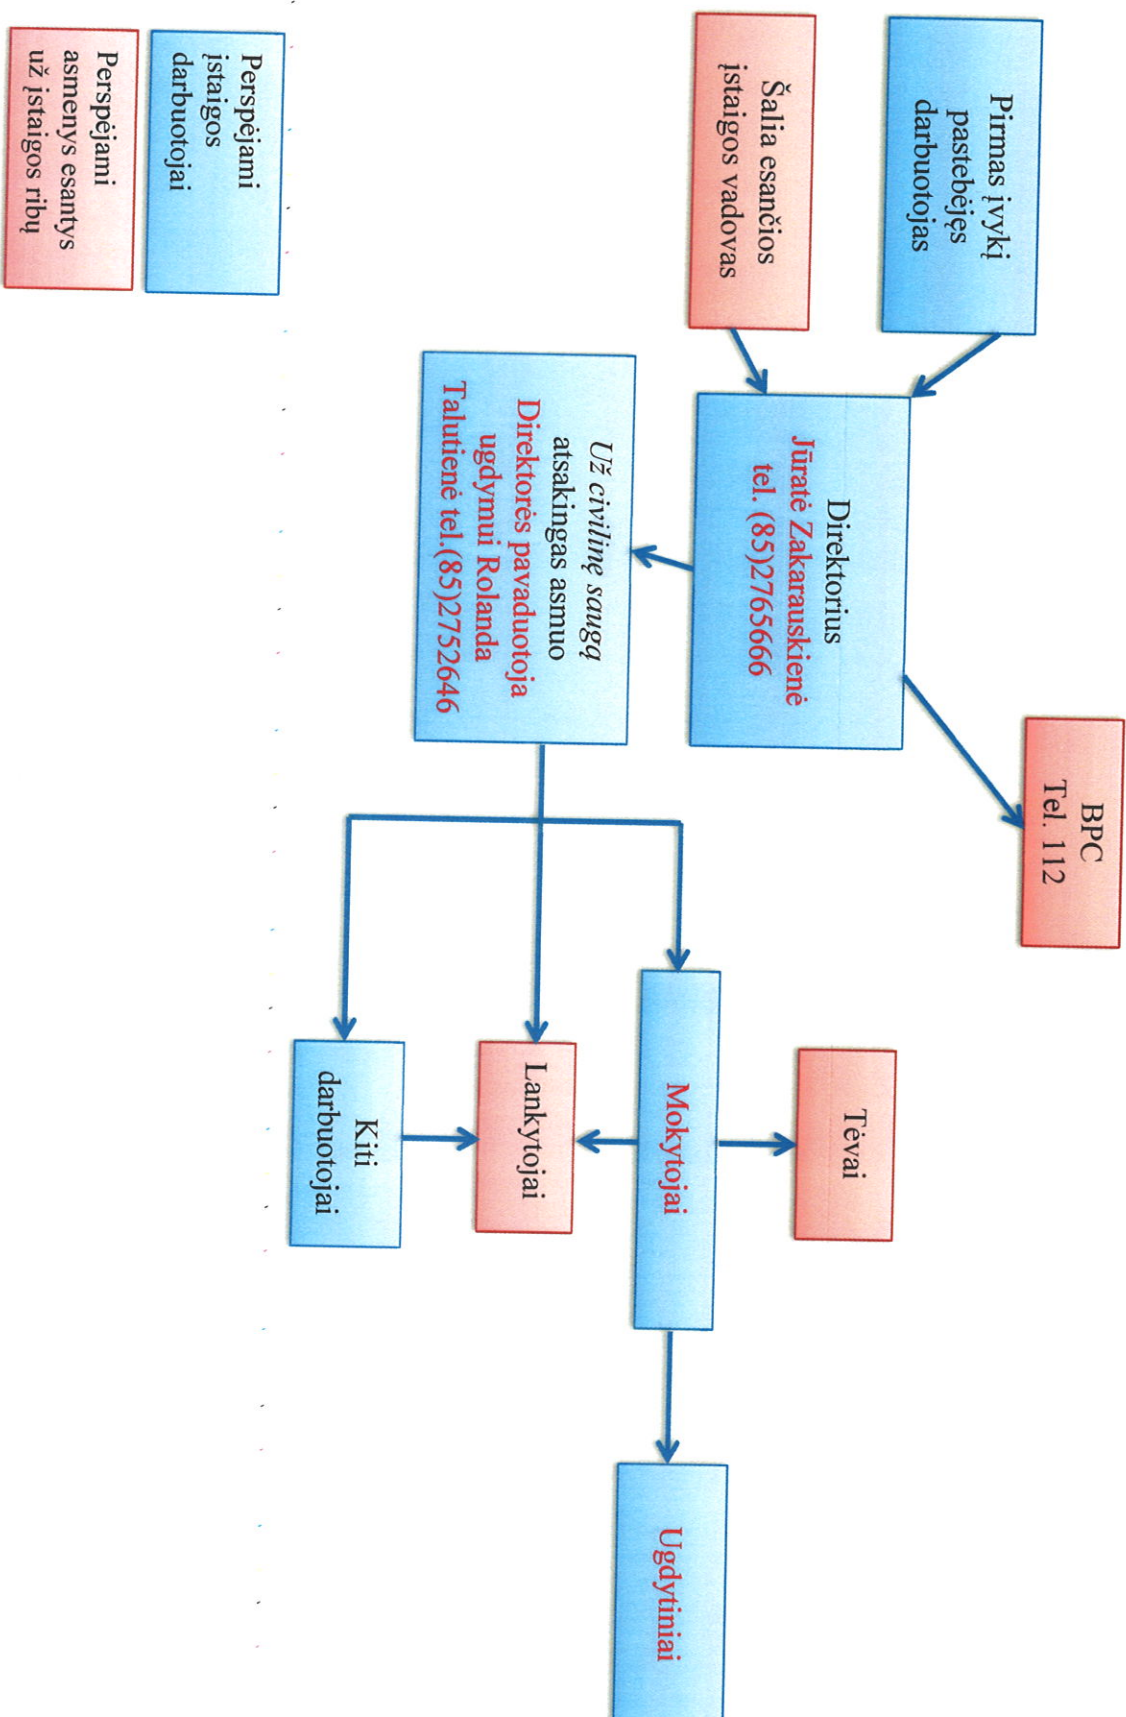 Pirmas įvykį
pastebėjęs
darbuotojas
Šalia esančios
įstaigos vadovas
BPC
Tel. 112
Direktorius
Jūratė Zakarauskienė
tel. (85)2765666
Už civilinę saugą
atsakingas asmuo
Direktorės pavaduotoja
ugdymui Rolanda
Talutienė tel.(85)2752646
Tėvai
Mokytojai
Ugdytiniai
Lankytojai
Kiti
darbuotojai
Perspėjami
įstaigos
darbuotojai
Perspėjami
asmenys esantys
už įstaigos ribų